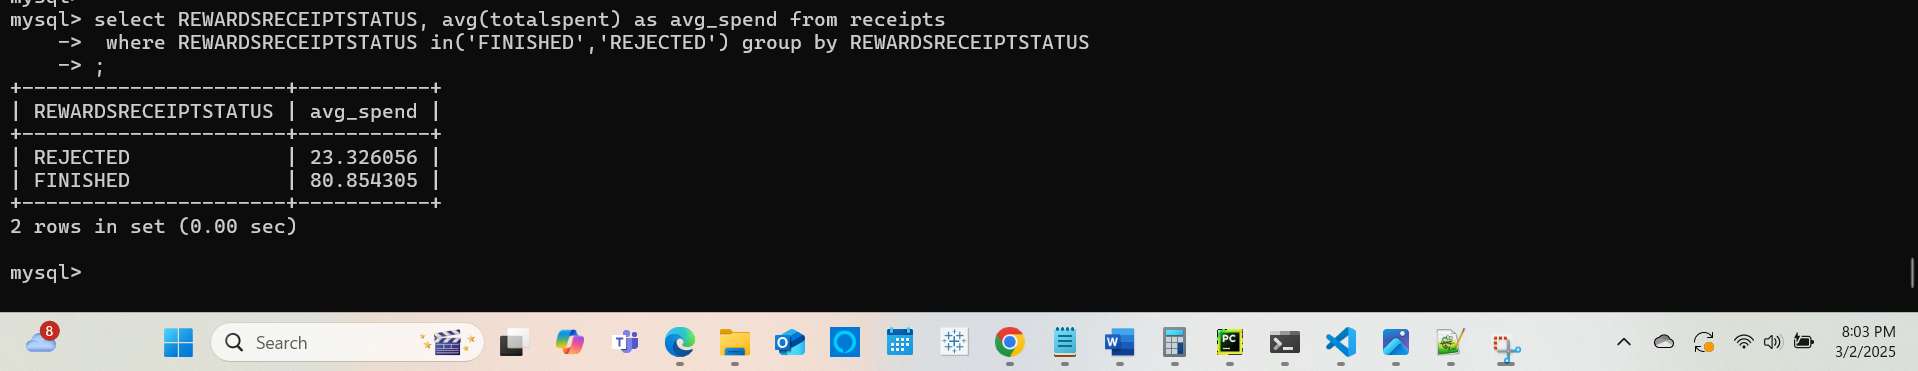 mysql>
mysql> select REWARDSRECEIPTSTATUS, avg(totalspent) as avg_spend from receipts
    -> where REWARDSRECEIPTSTATUS in('FINISHED','REJECTED') group by REWARDSRECEIPTSTATUS
    -> ;
+----------------------+-----------+
| REWARDSRECEIPTSTATUS | avg_spend |
+----------------------+-----------+
| REJECTED             | 23.326056 |
| FINISHED             | 80.854305 |
+----------------------+-----------+
2 rows in set (0.00 sec)
mysql>
8
Search
PC
8:03 PM
3/2/2025